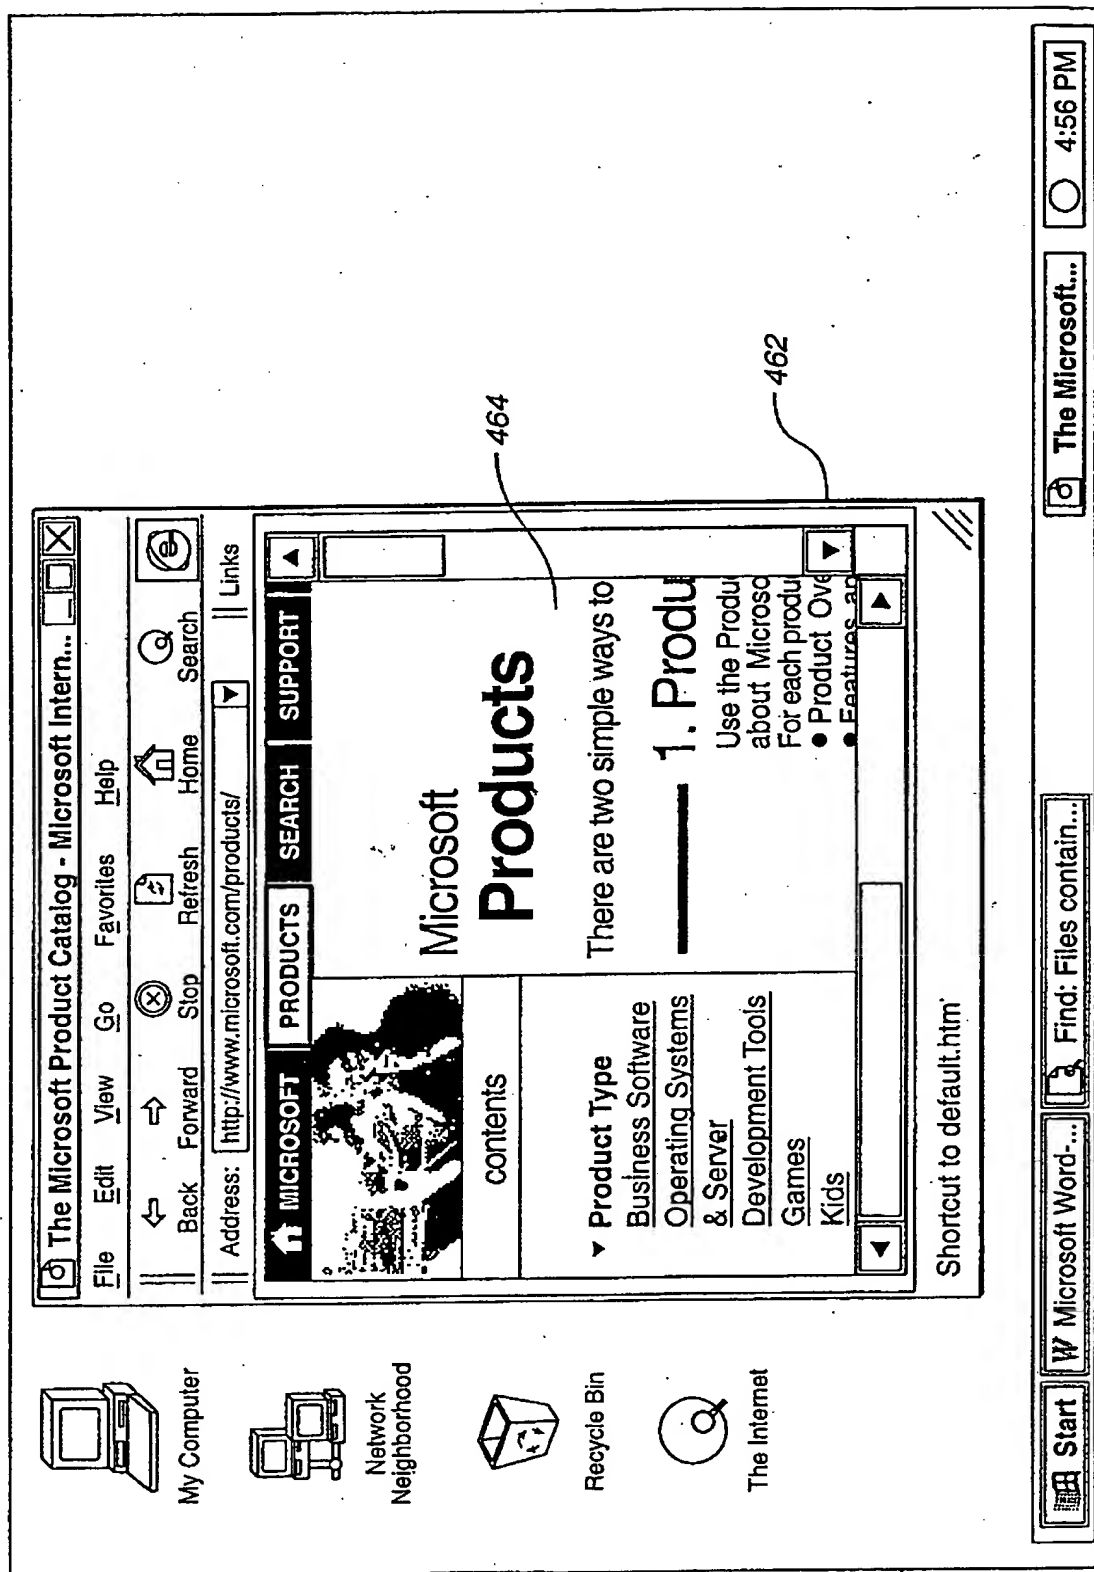 The Microsoft Product Catalog - Microsoft Intern...
File Edit View Go Favorites Help
Back Forward Stop Refresh Home Search
Address: http://www.microsoft.com/products/ Links
MICROSOFT PRODUCTS SEARCH SUPPORT
contents
▼ Product Type
Business Software
Operating Systems
& Server
Development Tools
Games
Kids
Microsoft
Products
There are two simple ways to
1. Produ
Use the Produ
about Microso
For each produ
• Product Ove
• Features an
Shortcut to default.htm'
464
462
My Computer
Network
Neighborhood
Recycle Bin
The Internet
Start W Microsoft Word-... Find: Files contain... The Microsoft... 4:56 PM